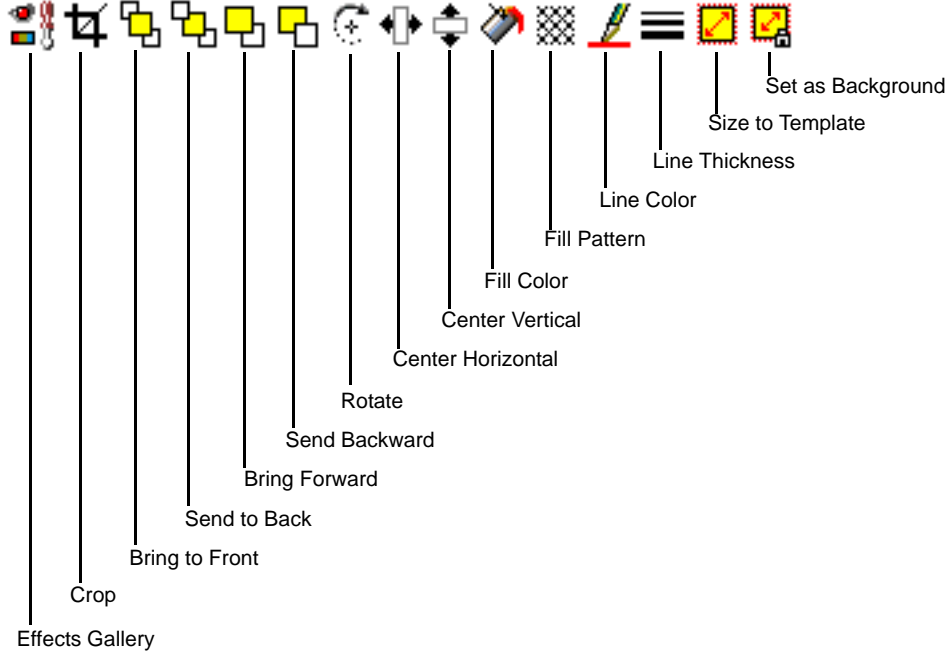 Set as Background
Size to Template
Line Thickness
Line Color
Fill Pattern
Fill Color
Center Vertical
Center Horizontal
Rotate
Send Backward
Bring Forward
Send to Back
Bring to Front
Crop
Effects Gallery